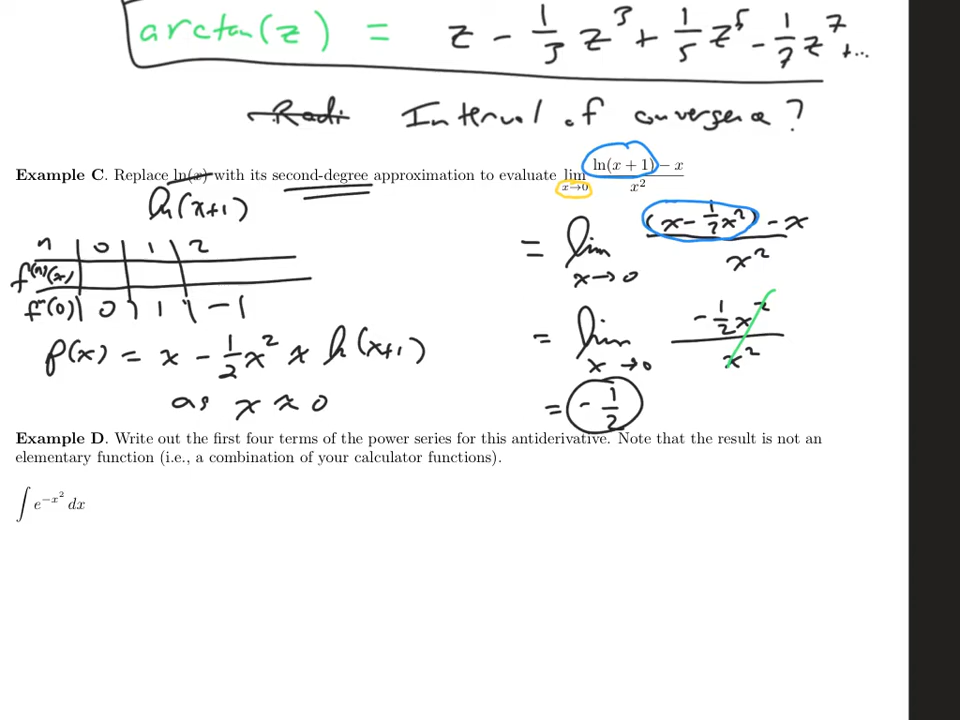 arctan(z) = z - 1/3 z³ + 1/5 z⁵ - 1/7 z⁷ + ...
Radi Interval of convergence?
Example C. Replace ln(x) with its second-degree approximation to evaluate lim x→0 (ln(x + 1) − x)/x²
ln(x+1)
n | 0 | 1 | 2
f⁽ⁿ⁾(x)
f⁽ⁿ⁾(0) | 0 | 1 | -1
p(x) = x - 1/2 x² ≈ ln(x+1)
as x ≈ 0
= lim x→0 ((x - 1/2 x²) - x)/x²
= lim x→0 (-1/2 x²)/x²
= -1/2
Example D. Write out the first four terms of the power series for this antiderivative. Note that the result is not an
elementary function (i.e., a combination of your calculator functions).
∫ e^{−x²} dx